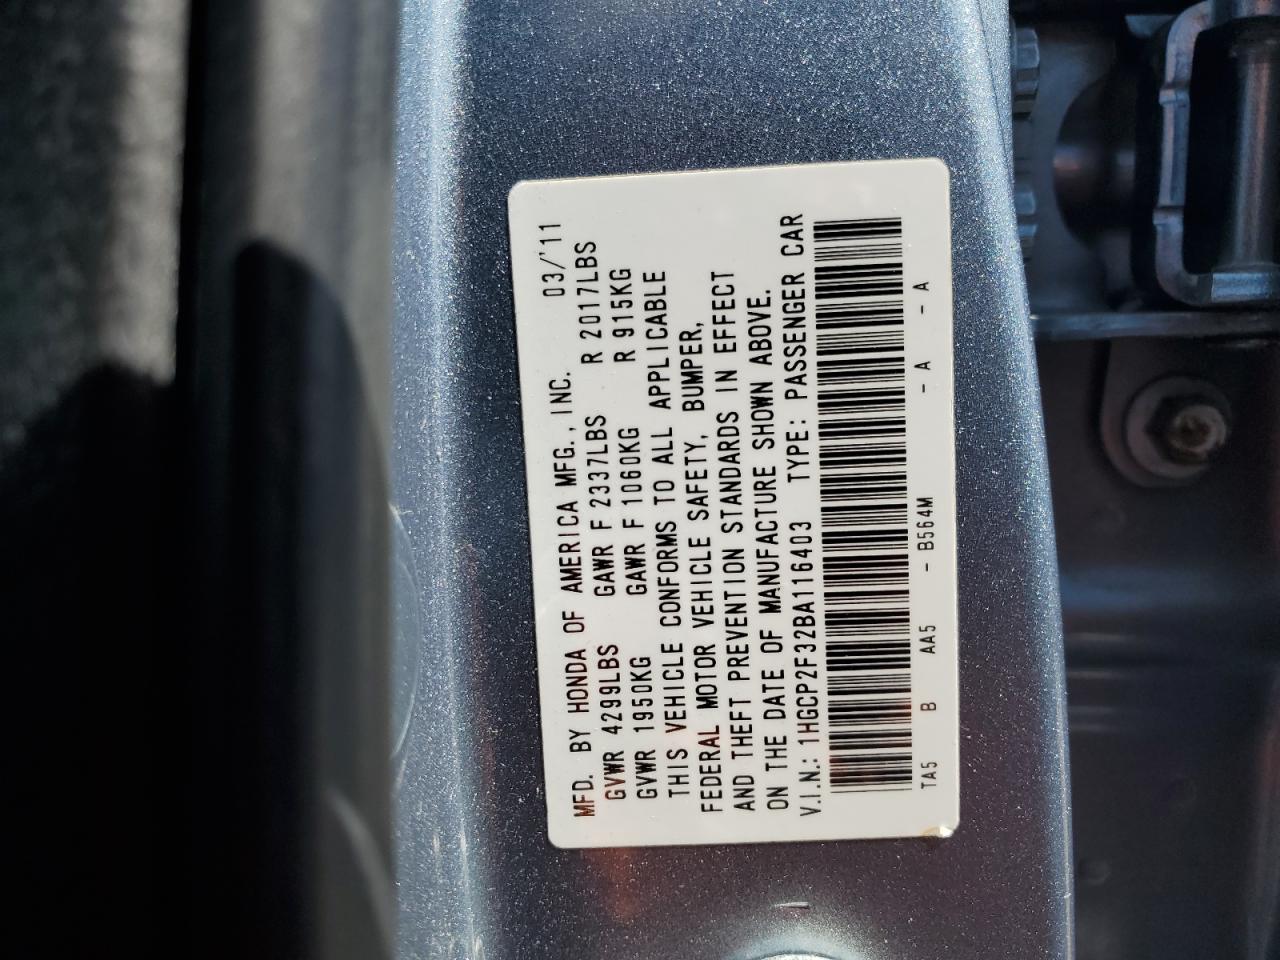 MFD. BY HONDA OF AMERICA MFG., INC. 03/'11
GVWR 4299LBS GAWR F 2337LBS R 2017LBS
GVWR 1950KG GAWR F 1060KG R 915KG
THIS VEHICLE CONFORMS TO ALL APPLICABLE
FEDERAL MOTOR VEHICLE SAFETY, BUMPER,
AND THEFT PREVENTION STANDARDS IN EFFECT
ON THE DATE OF MANUFACTURE SHOWN ABOVE.
V.I.N.: 1HGCP2F32BA116403 TYPE: PASSENGER CAR
TA5 B AA5 - B564M - A - A